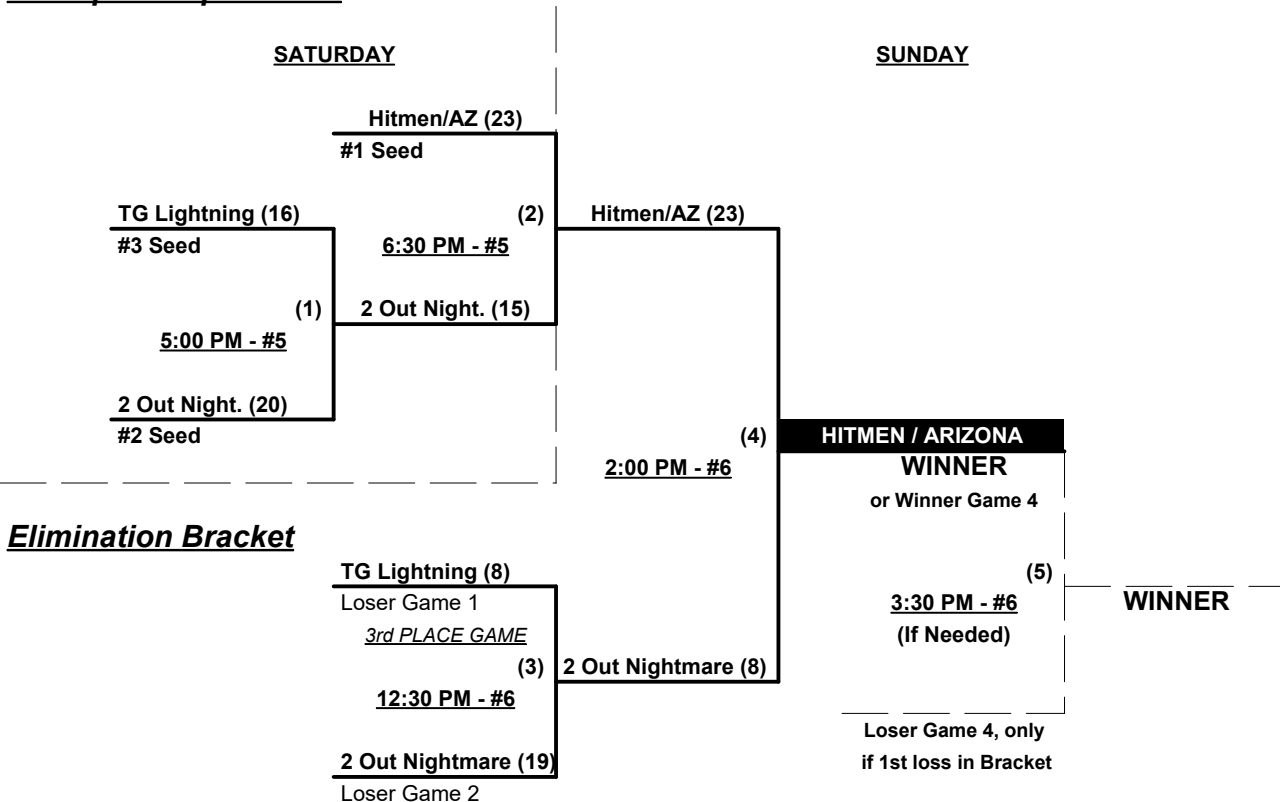 SATURDAY
SUNDAY
Hitmen/AZ (23)
#1 Seed
TG Lightning (16)
(2)
Hitmen/AZ (23)
#3 Seed
6:30 PM - #5
(1)
2 Out Night. (15)
5:00 PM - #5
2 Out Night. (20)
#2 Seed
(4)
HITMEN / ARIZONA
2:00 PM - #6
WINNER
or Winner Game 4
Elimination Bracket
TG Lightning (8)
(5)
Loser Game 1
3:30 PM - #6
WINNER
3rd PLACE GAME
(If Needed)
(3)
2 Out Nightmare (8)
12:30 PM - #6
Loser Game 4, only
2 Out Nightmare (19)
if 1st loss in Bracket
Loser Game 2